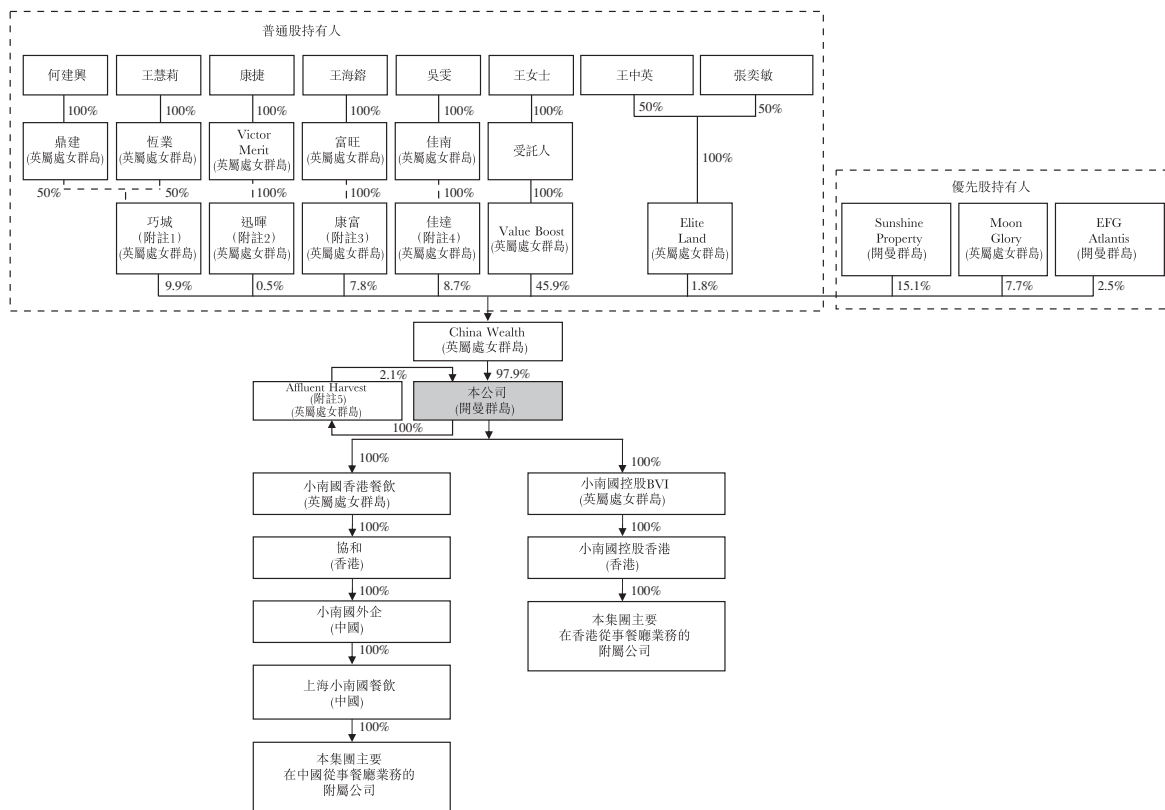 普通股持有人
何建興
王慧莉
康捷
王海鎔
吳雯
王女士
王中英
張奕敏
100%
100%
100%
100%
100%
100%
50%
50%
鼎建
(英屬處女群島)
恆業
(英屬處女群島)
Victor
Merit
(英屬處女群島)
富旺
(英屬處女群島)
佳南
(英屬處女群島)
受託人
100%
50%
50%
100%
100%
100%
100%
優先股持有人
巧城
(附註1)
(英屬處女群島)
迅暉
(附註2)
(英屬處女群島)
康富
(附註3)
(英屬處女群島)
佳達
(附註4)
(英屬處女群島)
Value Boost
(英屬處女群島)
Elite
Land
(英屬處女群島)
Sunshine
Property
(開曼群島)
Moon
Glory
(英屬處女群島)
EFG
Atlantis
(開曼群島)
9.9%
0.5%
7.8%
8.7%
45.9%
1.8%
15.1%
7.7%
2.5%
China Wealth
(英屬處女群島)
2.1%
97.9%
Affluent Harvest
(附註5)
(英屬處女群島)
本公司
(開曼群島)
100%
100%
100%
小南國香港餐飲
(英屬處女群島)
小南國控股BVI
(英屬處女群島)
100%
100%
協和
(香港)
小南國控股香港
(香港)
100%
100%
小南國外企
(中國)
本集團主要
在香港從事餐廳業務的
附屬公司
100%
上海小南國餐飲
(中國)
100%
本集團主要
在中國從事餐廳業務的
附屬公司